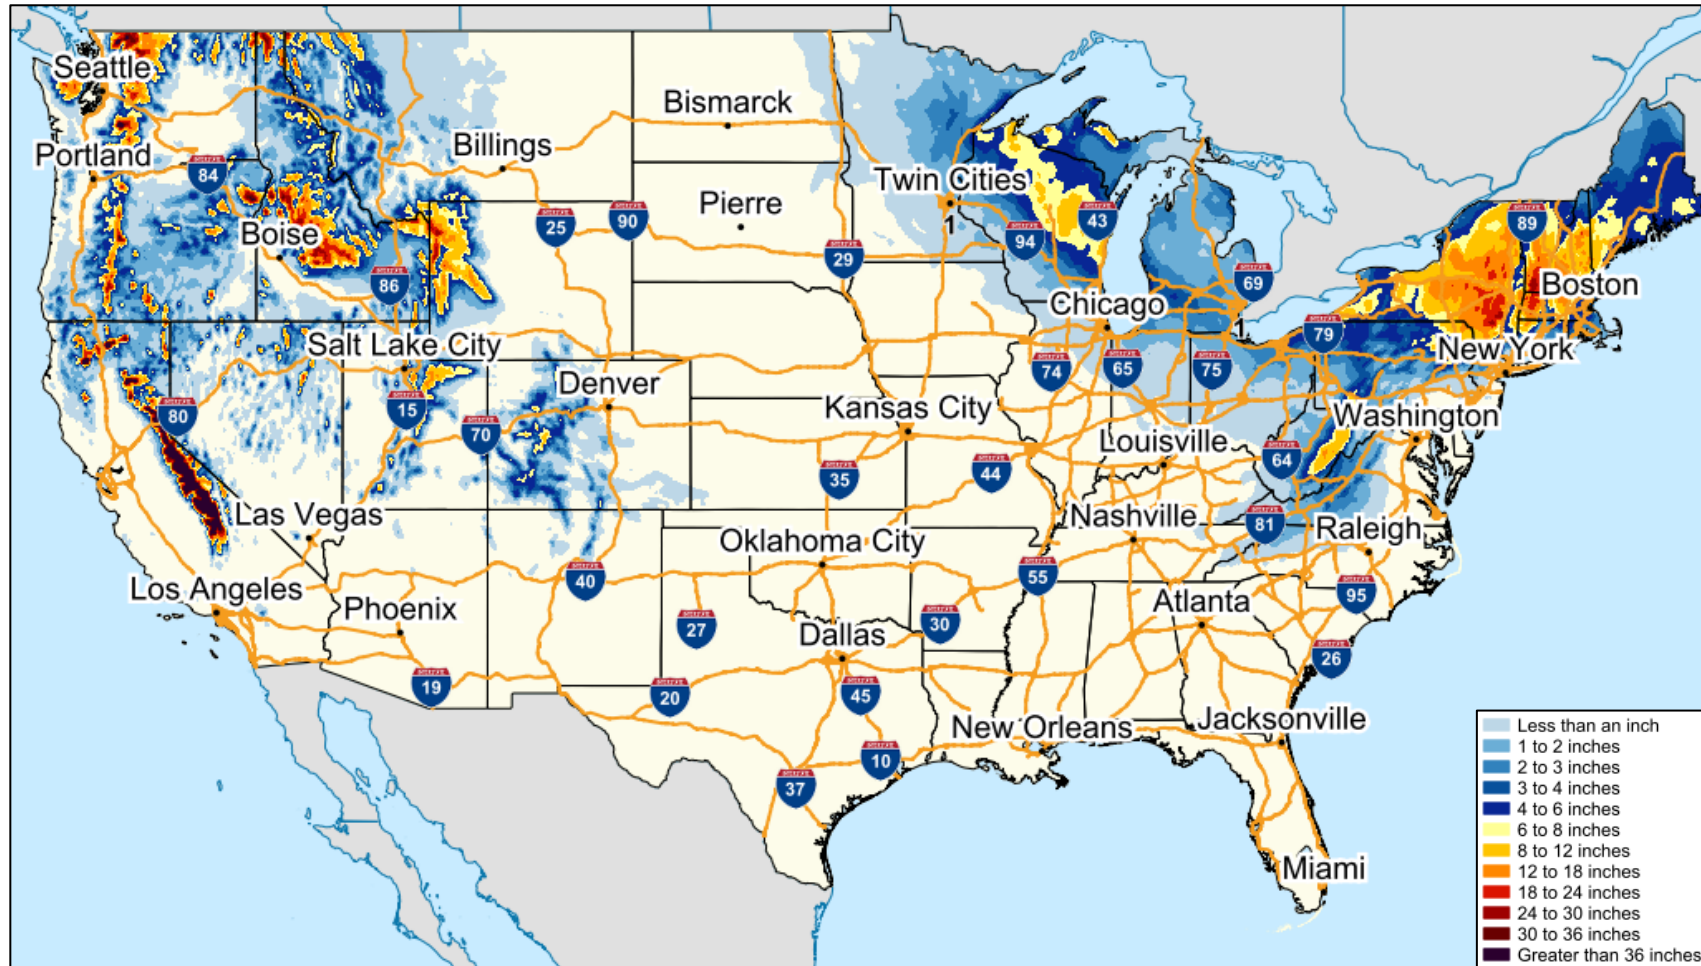 Seattle
Portland
84
Billings
Bismarck
Pierre
Twin Cities
1
Boise
86
25
90
29
94
43
69
89
Boston
Chicago
1
79
New York
Salt Lake City
15
80
70
Denver
Kansas City
74
65
75
Washington
Louisville
64
35
44
Las Vegas
Oklahoma City
Nashville
81
Raleigh
Los Angeles
Phoenix
40
27
55
30
Dallas
Atlanta
95
26
19
20
45
New Orleans
Jacksonville
10
37
Miami
Less than an inch
1 to 2 inches
2 to 3 inches
3 to 4 inches
4 to 6 inches
6 to 8 inches
8 to 12 inches
12 to 18 inches
18 to 24 inches
24 to 30 inches
30 to 36 inches
Greater than 36 inches